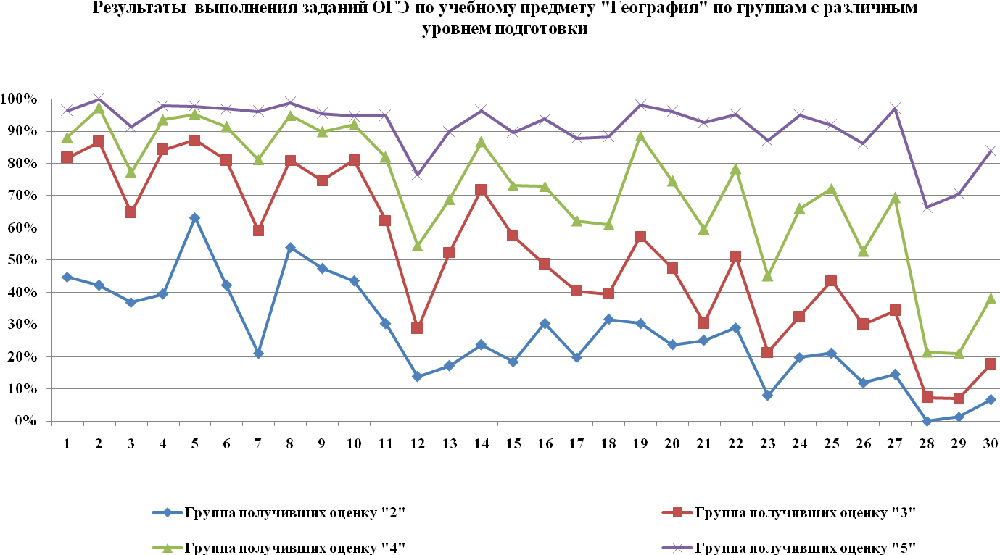 Результаты выполнения заданий ОГЭ по учебному предмету "География" по группам с различным
уровнем подготовки
100%
90%
80%
70%
60%
50%
40%
30%
20%
10%
0%
1 2 3 4 5 6 7 8 9 10 11 12 13 14 15 16 17 18 19 20 21 22 23 24 25 26 27 28 29 30
Группа получивших оценку "2" Группа получивших оценку "3"
Группа получивших оценку "4" Группа получивших оценку "5"